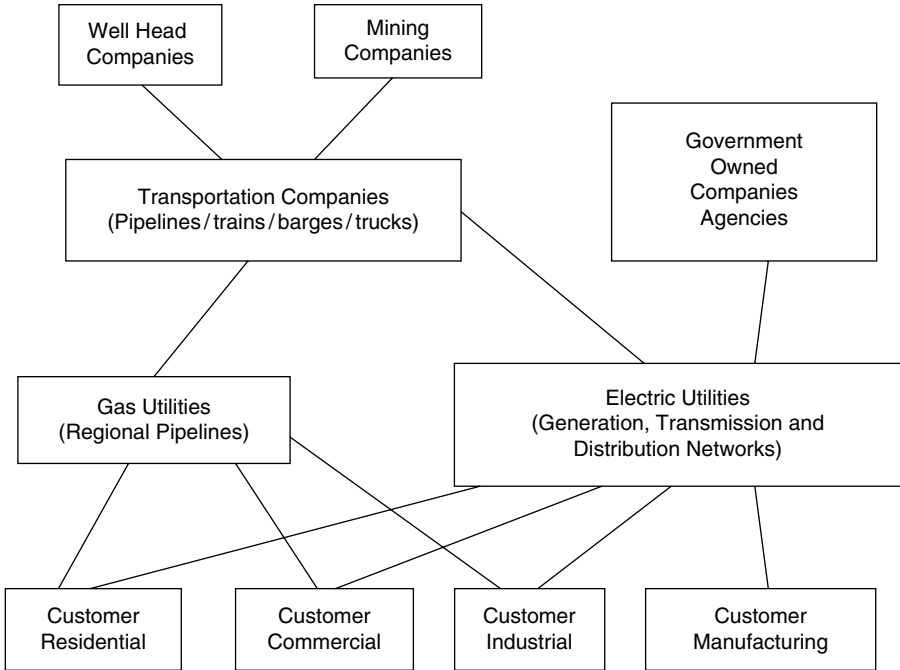 Well Head
Companies
Mining
Companies
Government
Owned
Companies
Agencies
Transportation Companies
(Pipelines/trains/barges/trucks)
Gas Utilities
(Regional Pipelines)
Electric Utilities
(Generation, Transmission and
Distribution Networks)
Customer
Residential
Customer
Commercial
Customer
Industrial
Customer
Manufacturing